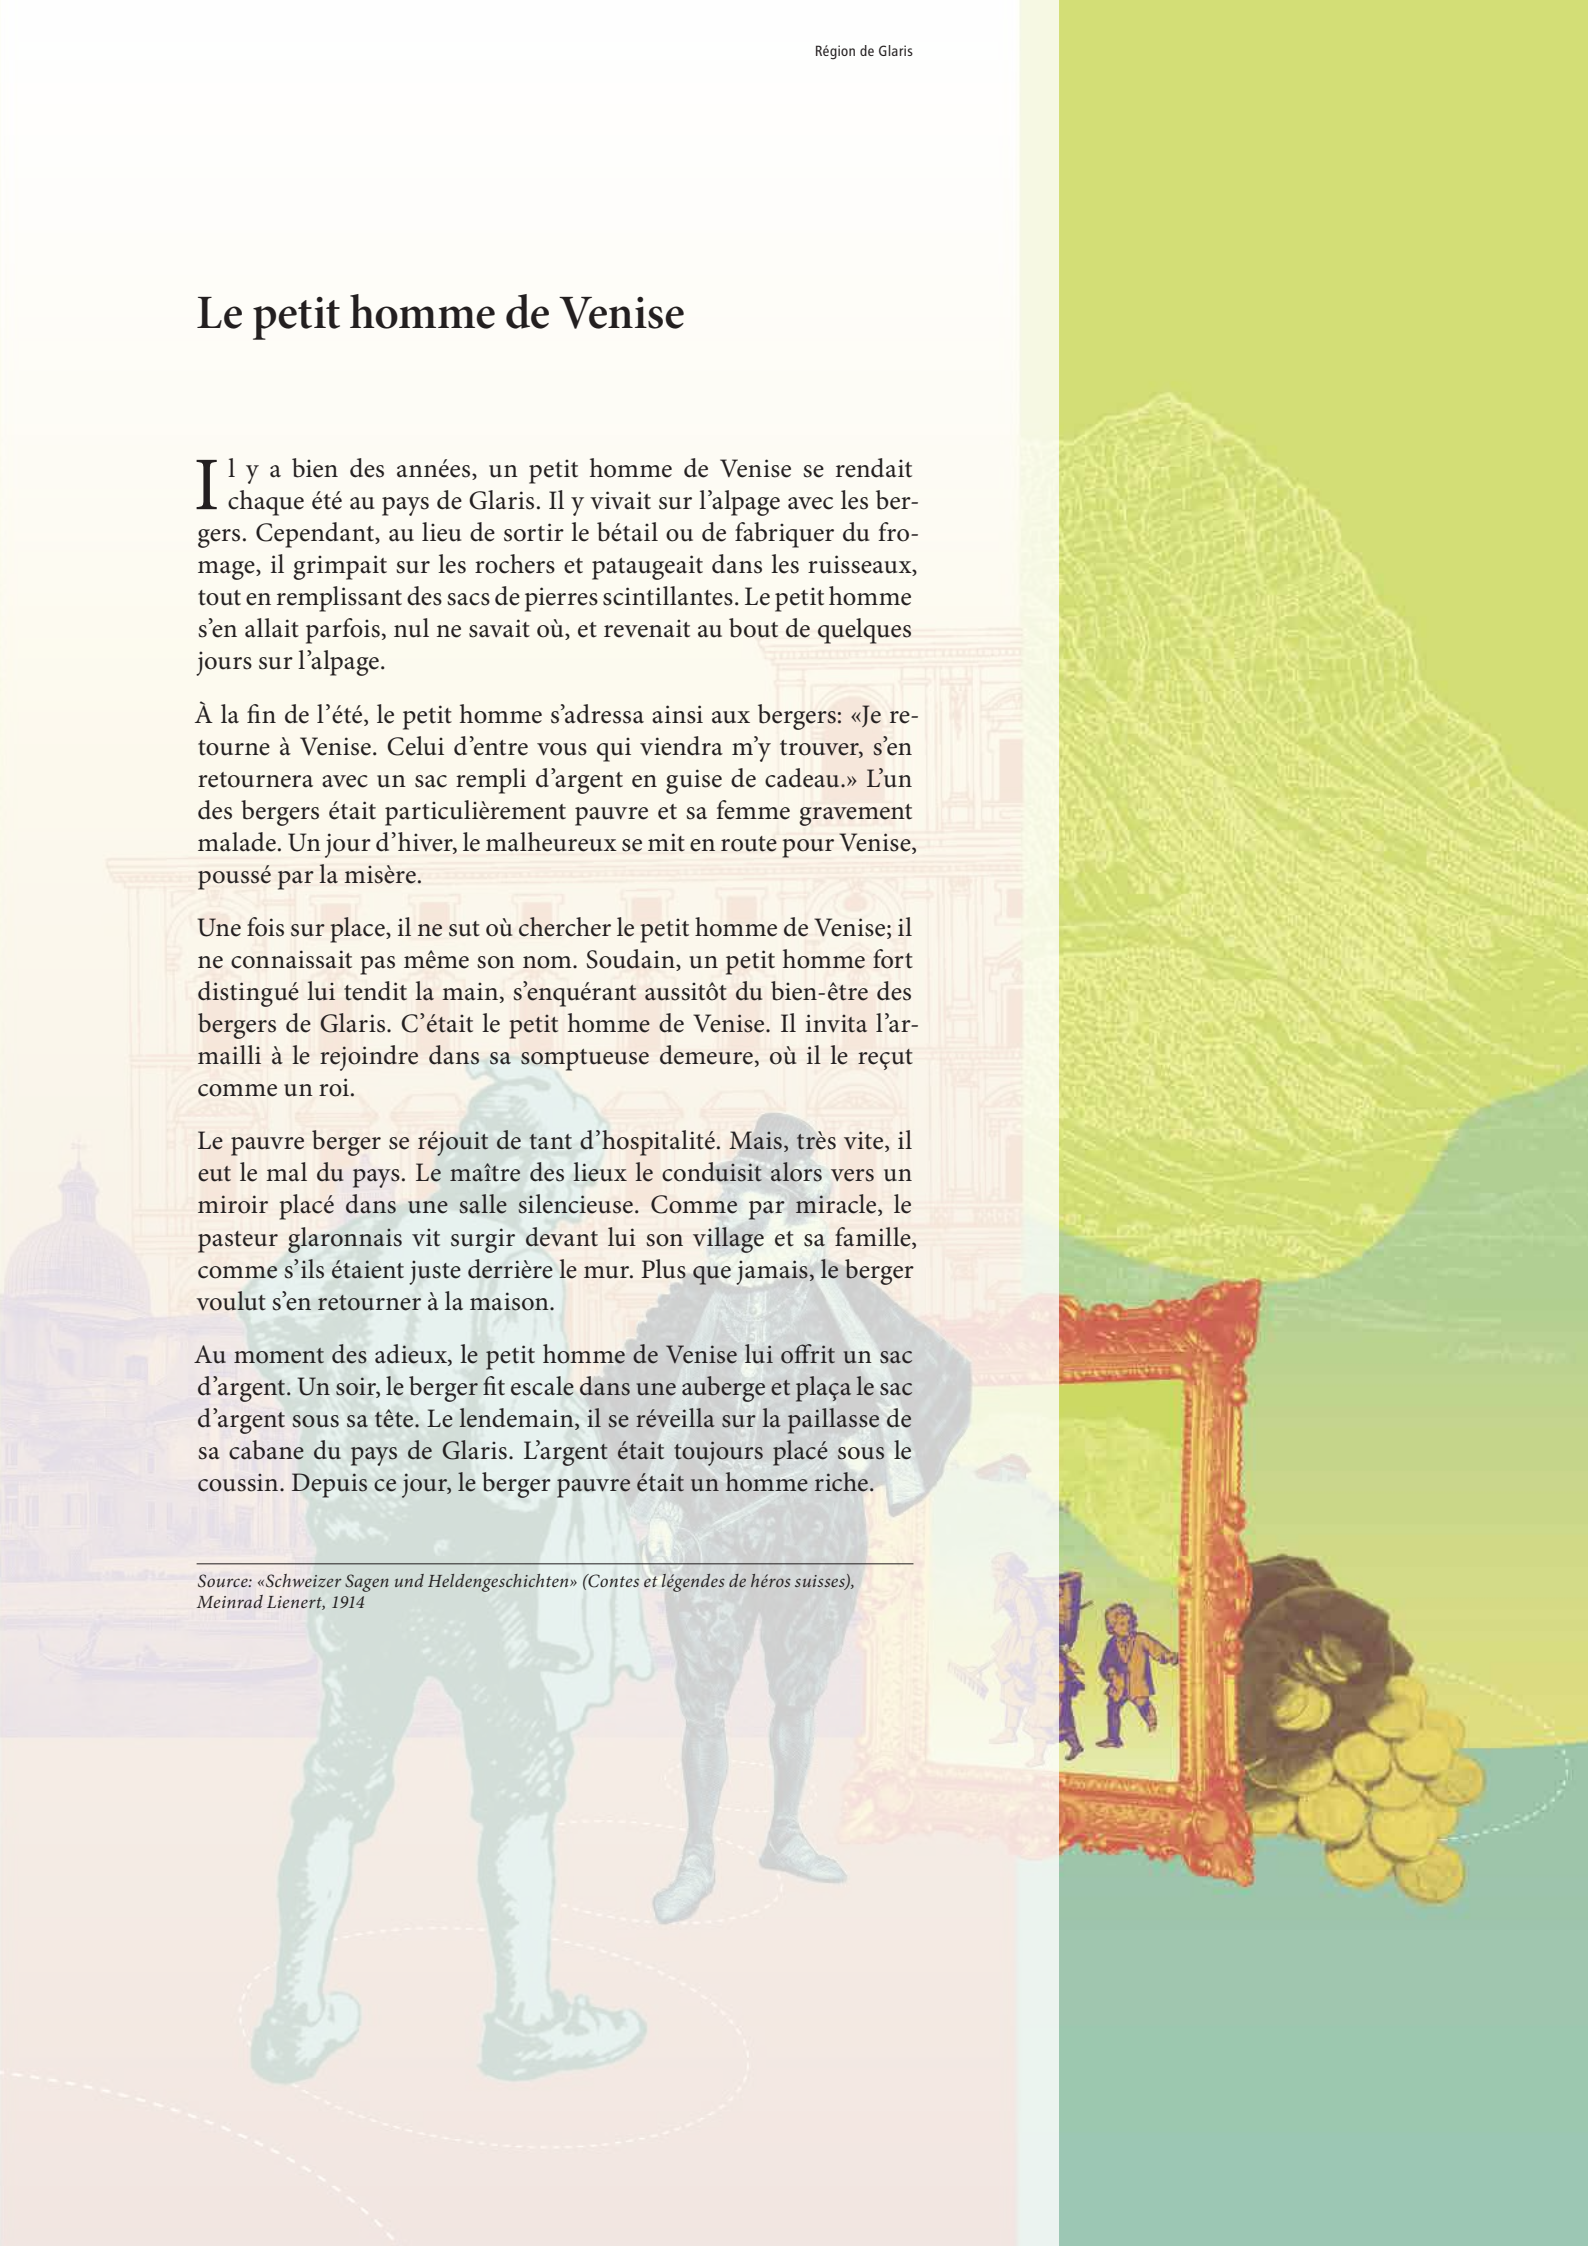 Région de Glaris
Le petit homme de Venise
Il y a bien des années, un petit homme de Venise se rendait
chaque été au pays de Glaris. Il y vivait sur l’alpage avec les ber-
gers. Cependant, au lieu de sortir le bétail ou de fabriquer du fro-
mage, il grimpait sur les rochers et pataugeait dans les ruisseaux,
tout en remplissant des sacs de pierres scintillantes. Le petit homme
s’en allait parfois, nul ne savait où, et revenait au bout de quelques
jours sur l’alpage.
À la fin de l’été, le petit homme s’adressa ainsi aux bergers: «Je re-
tourne à Venise. Celui d’entre vous qui viendra m’y trouver, s’en
retournera avec un sac rempli d’argent en guise de cadeau.» L’un
des bergers était particulièrement pauvre et sa femme gravement
malade. Un jour d’hiver, le malheureux se mit en route pour Venise,
poussé par la misère.
Une fois sur place, il ne sut où chercher le petit homme de Venise; il
ne connaissait pas même son nom. Soudain, un petit homme fort
distingué lui tendit la main, s’enquérant aussitôt du bien-être des
bergers de Glaris. C’était le petit homme de Venise. Il invita l’ar-
mailli à le rejoindre dans sa somptueuse demeure, où il le reçut
comme un roi.
Le pauvre berger se réjouit de tant d’hospitalité. Mais, très vite, il
eut le mal du pays. Le maître des lieux le conduisit alors vers un
miroir placé dans une salle silencieuse. Comme par miracle, le
pasteur glaronnais vit surgir devant lui son village et sa famille,
comme s’ils étaient juste derrière le mur. Plus que jamais, le berger
voulut s’en retourner à la maison.
Au moment des adieux, le petit homme de Venise lui offrit un sac
d’argent. Un soir, le berger fit escale dans une auberge et plaça le sac
d’argent sous sa tête. Le lendemain, il se réveilla sur la paillasse de
sa cabane du pays de Glaris. L’argent était toujours placé sous le
coussin. Depuis ce jour, le berger pauvre était un homme riche.
Source: «Schweizer Sagen und Heldengeschichten» (Contes et légendes de héros suisses),
Meinrad Lienert, 1914